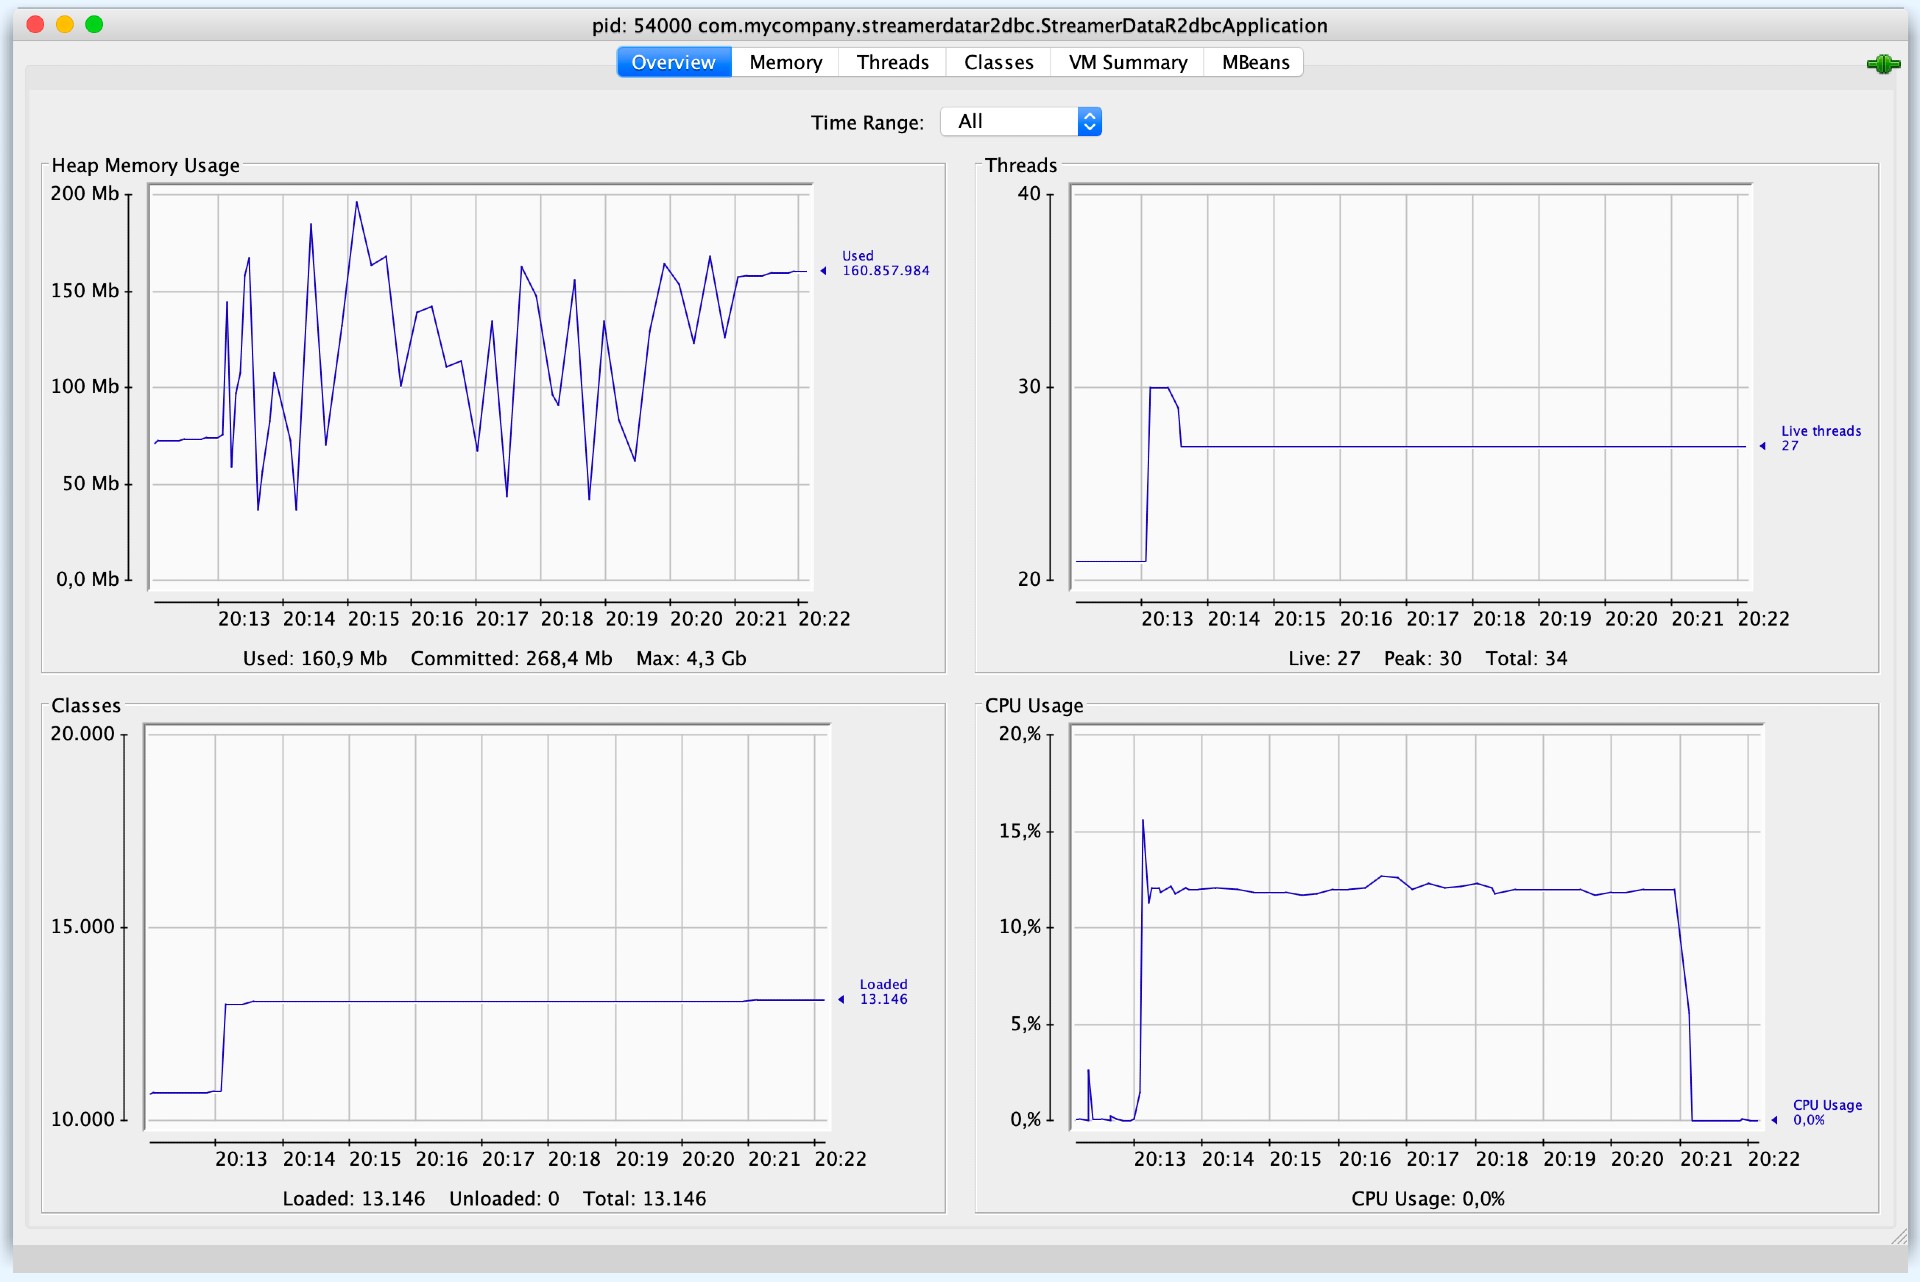 pid: 54000 com.mycompany.streamerdatar2dbc.StreamerDataR2dbcApplication
Overview Memory Threads Classes VM Summary MBeans
Time Range: All
Heap Memory Usage
200 Mb
150 Mb
100 Mb
50 Mb
0,0 Mb
Used
160.857.984
20:13 20:14 20:15 20:16 20:17 20:18 20:19 20:20 20:21 20:22
Used: 160,9 Mb Committed: 268,4 Mb Max: 4,3 Gb
Threads
40
30
20
Live threads
27
20:13 20:14 20:15 20:16 20:17 20:18 20:19 20:20 20:21 20:22
Live: 27 Peak: 30 Total: 34
Classes
20.000
15.000
10.000
Loaded
13.146
20:13 20:14 20:15 20:16 20:17 20:18 20:19 20:20 20:21 20:22
Loaded: 13.146 Unloaded: 0 Total: 13.146
CPU Usage
20,%
15,%
10,%
5,%
0,%
CPU Usage
0,0%
20:13 20:14 20:15 20:16 20:17 20:18 20:19 20:20 20:21 20:22
CPU Usage: 0,0%